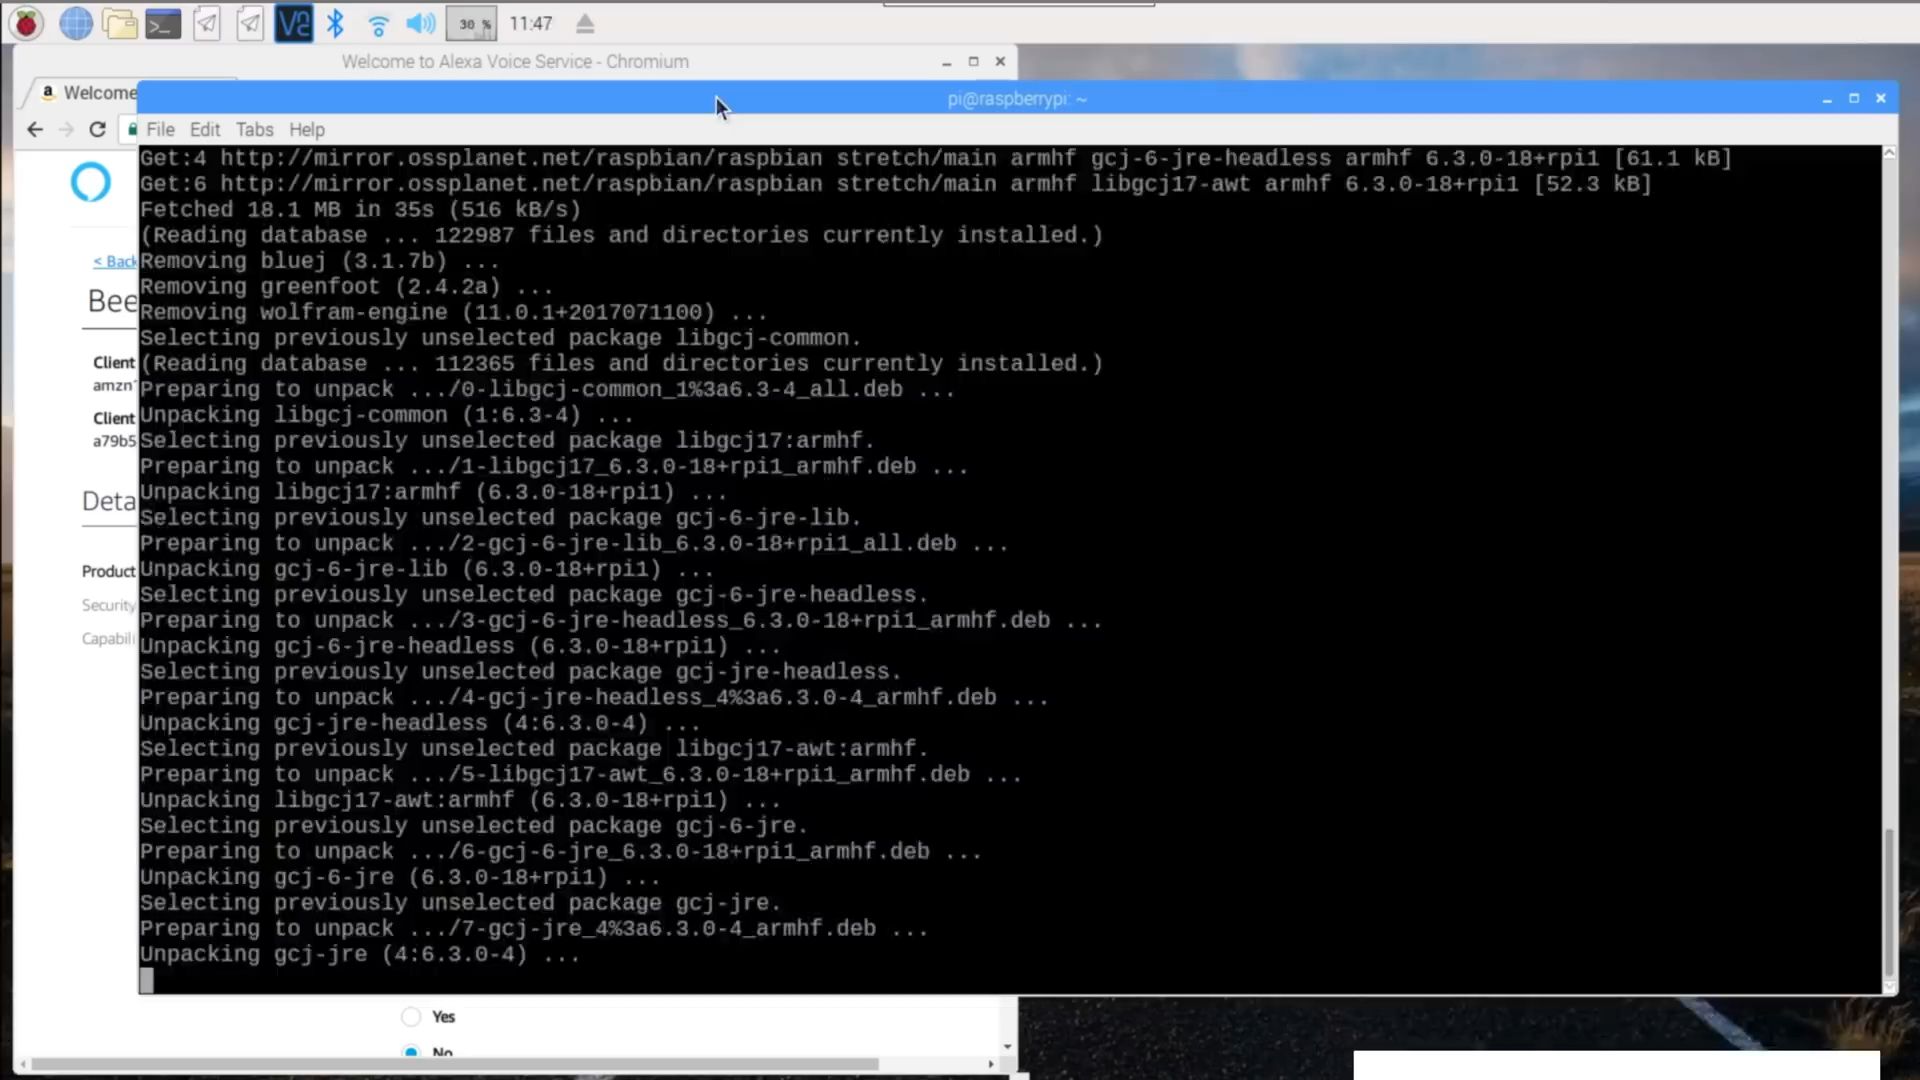 30 %
11:47
Welcome to Alexa Voice Service - Chromium
Welcome
pi@raspberrypi: ~
File Edit Tabs Help
Get:4 http://mirror.ossplanet.net/raspbian/raspbian stretch/main armhf gcj-6-jre-headless armhf 6.3.0-18+rpi1 [61.1 kB]
Get:6 http://mirror.ossplanet.net/raspbian/raspbian stretch/main armhf libgcj17-awt armhf 6.3.0-18+rpi1 [52.3 kB]
Fetched 18.1 MB in 35s (516 kB/s)
(Reading database ... 122987 files and directories currently installed.)
Removing bluej (3.1.7b) ...
Removing greenfoot (2.4.2a) ...
Removing wolfram-engine (11.0.1+2017071100) ...
Selecting previously unselected package libgcj-common.
(Reading database ... 112365 files and directories currently installed.)
Preparing to unpack .../0-libgcj-common_1%3a6.3-4_all.deb ...
Unpacking libgcj-common (1:6.3-4) ...
Selecting previously unselected package libgcj17:armhf.
Preparing to unpack .../1-libgcj17_6.3.0-18+rpi1_armhf.deb ...
Unpacking libgcj17:armhf (6.3.0-18+rpi1) ...
Selecting previously unselected package gcj-6-jre-lib.
Preparing to unpack .../2-gcj-6-jre-lib_6.3.0-18+rpi1_all.deb ...
Unpacking gcj-6-jre-lib (6.3.0-18+rpi1) ...
Selecting previously unselected package gcj-6-jre-headless.
Preparing to unpack .../3-gcj-6-jre-headless_6.3.0-18+rpi1_armhf.deb ...
Unpacking gcj-6-jre-headless (6.3.0-18+rpi1) ...
Selecting previously unselected package gcj-jre-headless.
Preparing to unpack .../4-gcj-jre-headless_4%3a6.3.0-4_armhf.deb ...
Unpacking gcj-jre-headless (4:6.3.0-4) ...
Selecting previously unselected package libgcj17-awt:armhf.
Preparing to unpack .../5-libgcj17-awt_6.3.0-18+rpi1_armhf.deb ...
Unpacking libgcj17-awt:armhf (6.3.0-18+rpi1) ...
Selecting previously unselected package gcj-6-jre.
Preparing to unpack .../6-gcj-6-jre_6.3.0-18+rpi1_armhf.deb ...
Unpacking gcj-6-jre (6.3.0-18+rpi1) ...
Selecting previously unselected package gcj-jre.
Preparing to unpack .../7-gcj-jre_4%3a6.3.0-4_armhf.deb ...
Unpacking gcj-jre (4:6.3.0-4) ...
< Back
Bee
Client
amzn
Client
a79b5
Deta
Product
Security
Capabili
Yes
No